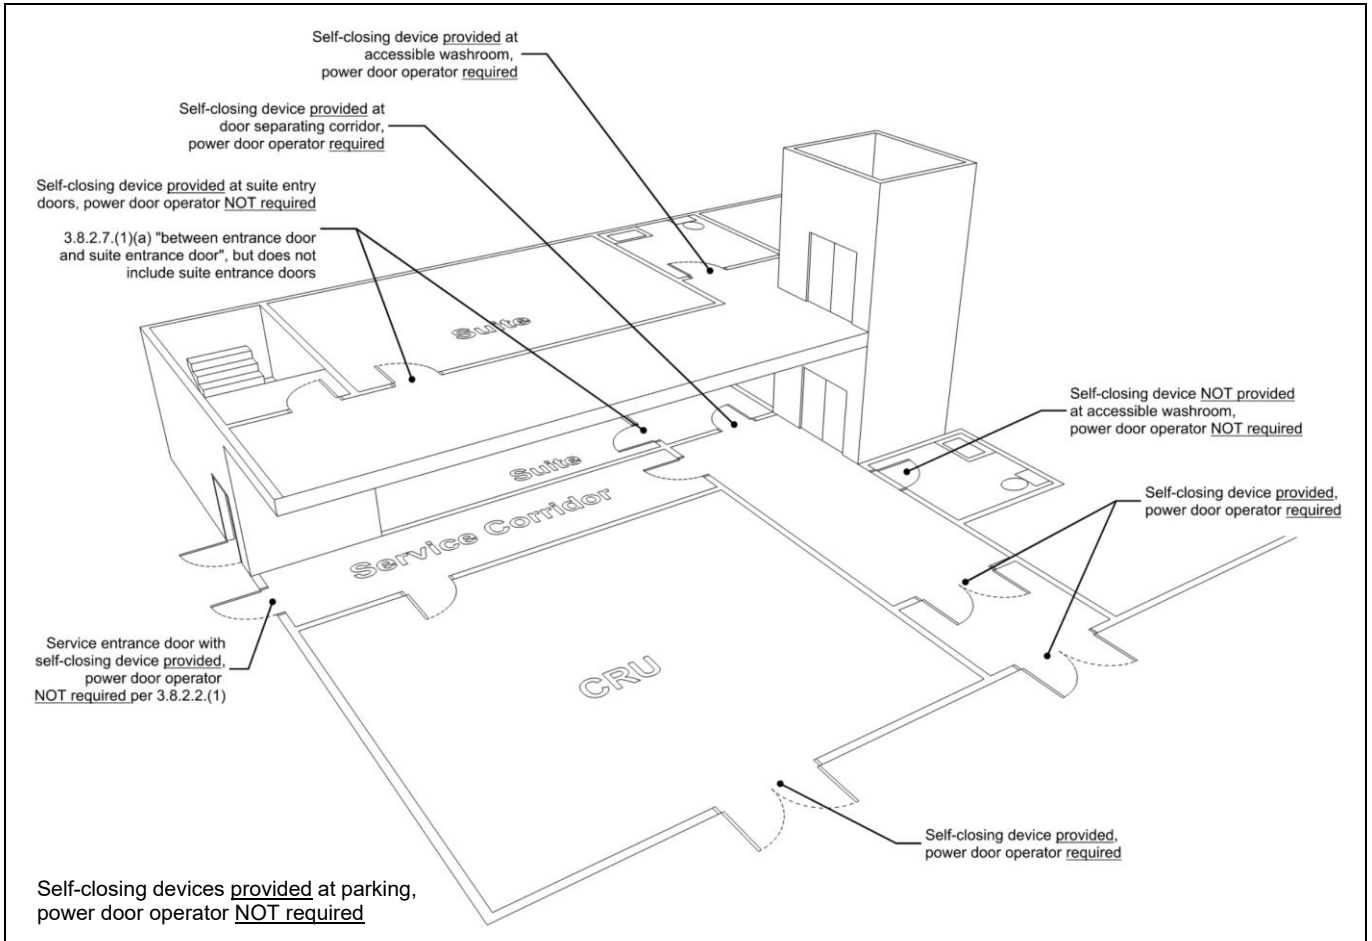 Self-closing device provided at
accessible washroom,
power door operator required
Self-closing device provided at
door separating corridor,
power door operator required
Self-closing device provided at suite entry
doors, power door operator NOT required
3.8.2.7.(1)(a) "between entrance door
and suite entrance door", but does not
include suite entrance doors
Suite
Self-closing device NOT provided
at accessible washroom,
power door operator NOT required
Suite
Service Corridor
Self-closing device provided,
power door operator required
Service entrance door with
self-closing device provided,
power door operator
NOT required per 3.8.2.2.(1)
CRU
Self-closing device provided,
power door operator required
Self-closing devices provided at parking,
power door operator NOT required